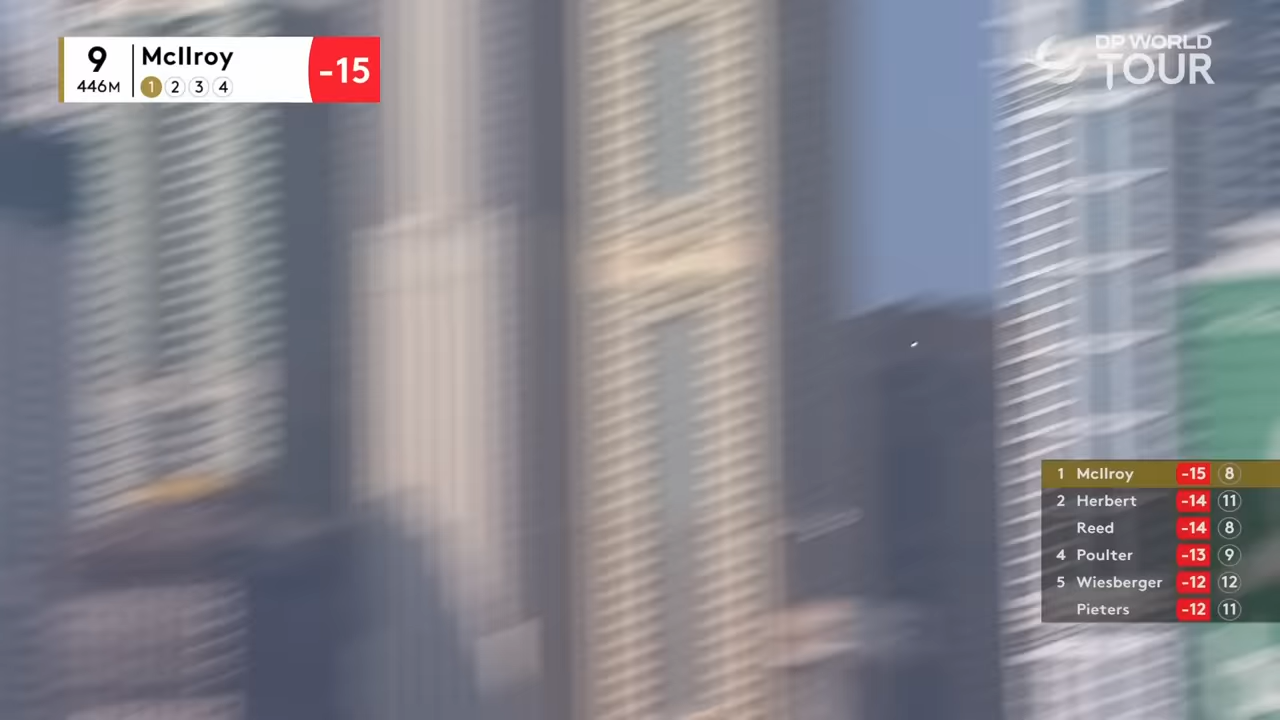 9 McIlroy -15
446M 1 2 3 4
DP WORLD
TOUR
1 McIlroy -15 8
2 Herbert -14 11
Reed -14 8
4 Poulter -13 9
5 Wiesberger -12 12
Pieters -12 11